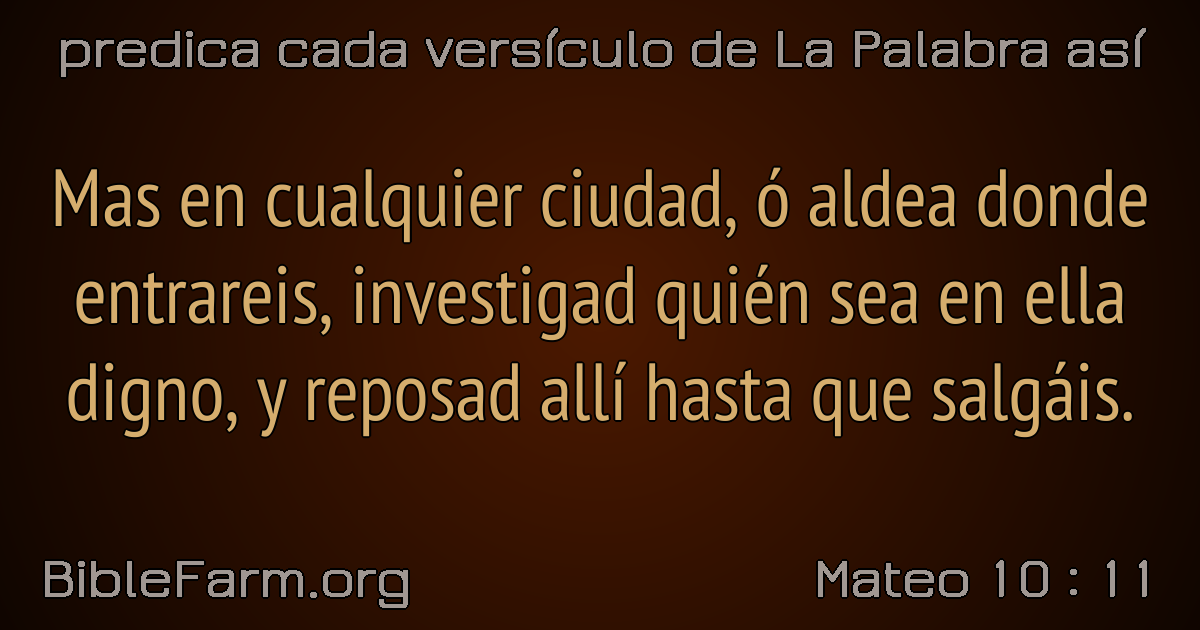 predica cada versículo de La Palabra así
Mas en cualquier ciudad, ó aldea donde
entrareis, investigad quién sea en ella
digno, y reposad allí hasta que salgáis.
BibleFarm.org
Mateo 10 : 11